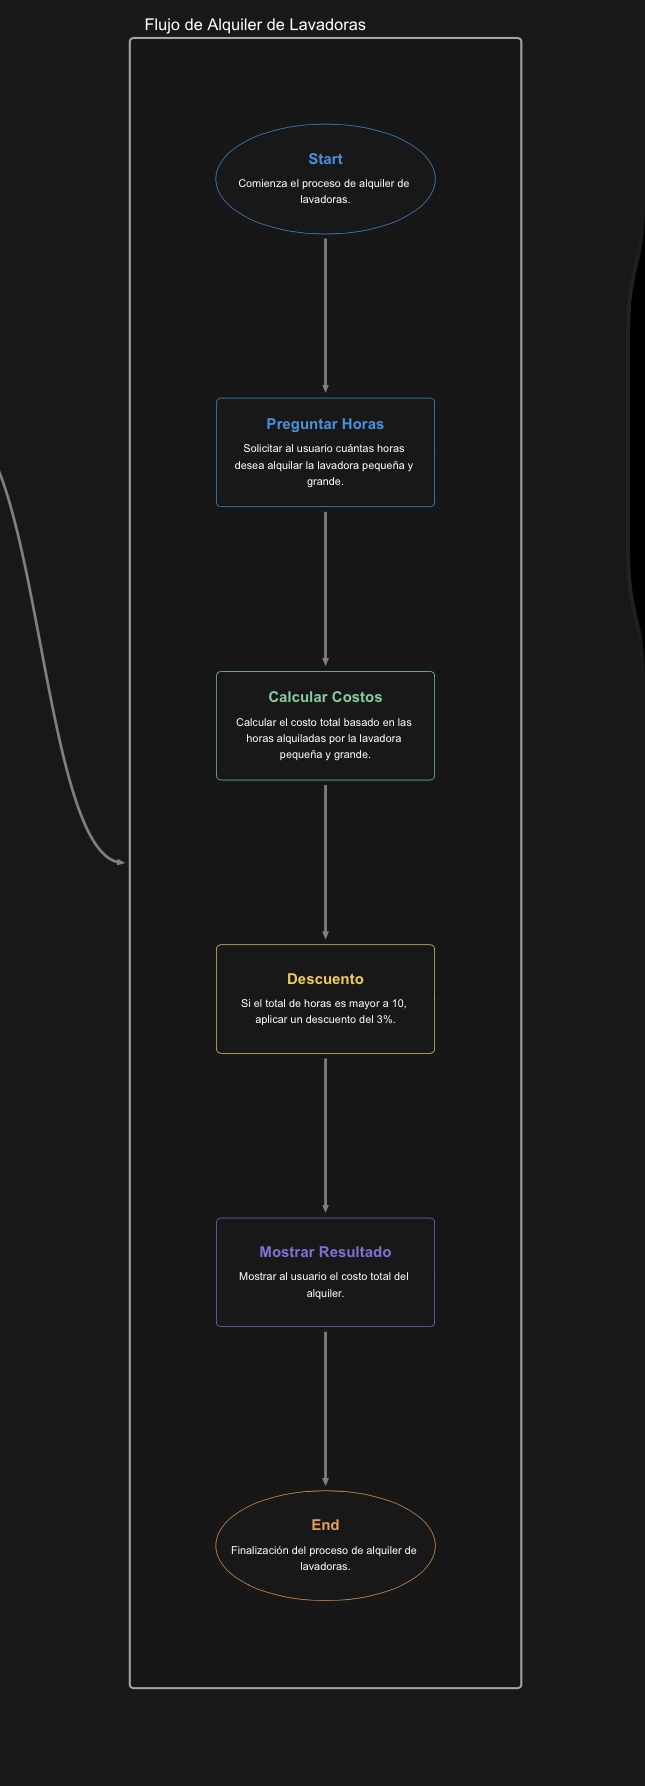 Flujo de Alquiler de Lavadoras
Start
Comienza el proceso de alquiler de
lavadoras.
Preguntar Horas
Solicitar al usuario cuántas horas
desea alquilar la lavadora pequeña y
grande.
Calcular Costos
Calcular el costo total basado en las
horas alquiladas por la lavadora
pequeña y grande.
Descuento
Si el total de horas es mayor a 10,
aplicar un descuento del 3%.
Mostrar Resultado
Mostrar al usuario el costo total del
alquiler.
End
Finalización del proceso de alquiler de
lavadoras.